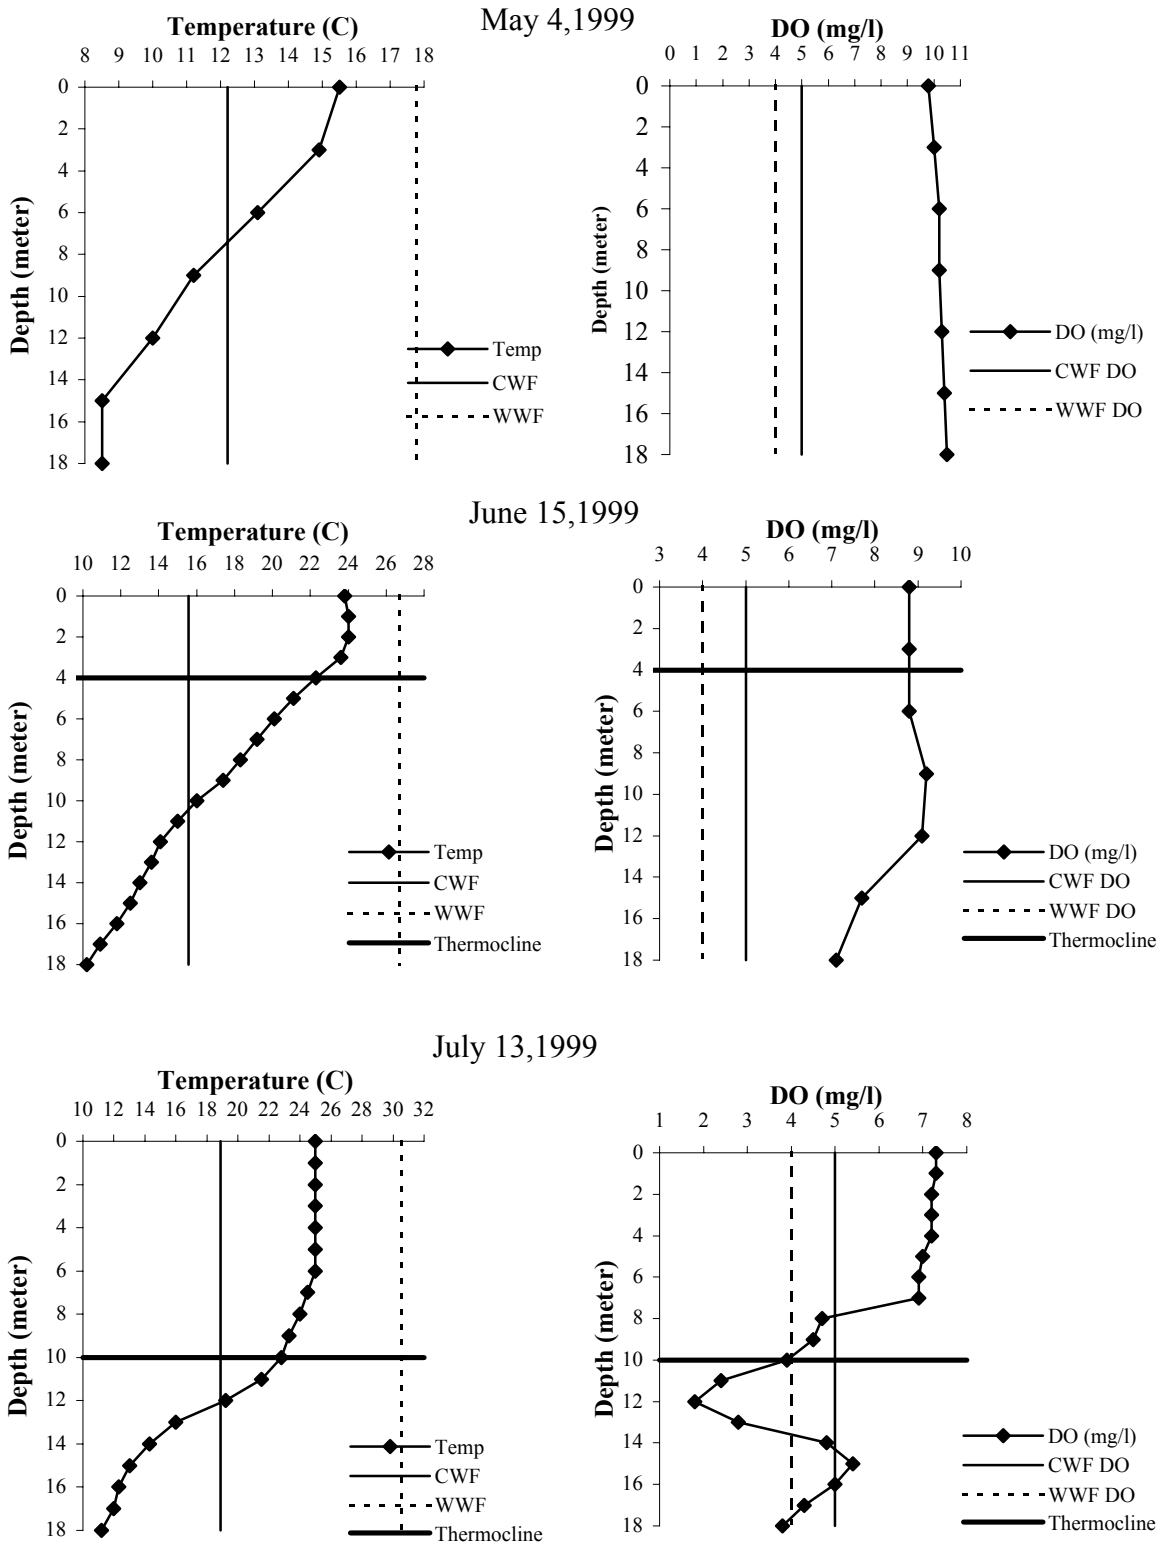 May 4,1999
Temperature (C)
8 9 10 11 12 13 14 15 16 17 18
0
2
4
6
8
10
12
14
16
18
Depth (meter)
Temp
CWF
WWF
DO (mg/l)
0 1 2 3 4 5 6 7 8 9 10 11
0
2
4
6
8
10
12
14
16
18
Depth (meter)
DO (mg/l)
CWF DO
WWF DO
June 15,1999
Temperature (C)
10 12 14 16 18 20 22 24 26 28
0
2
4
6
8
10
12
14
16
18
Depth (meter)
Temp
CWF
WWF
Thermocline
DO (mg/l)
3 4 5 6 7 8 9 10
0
2
4
6
8
10
12
14
16
18
Depth (meter)
DO (mg/l)
CWF DO
WWF DO
Thermocline
July 13,1999
Temperature (C)
10 12 14 16 18 20 22 24 26 28 30 32
0
2
4
6
8
10
12
14
16
18
Depth (meter)
Temp
CWF
WWF
Thermocline
DO (mg/l)
1 2 3 4 5 6 7 8
0
2
4
6
8
10
12
14
16
18
Depth (meter)
DO (mg/l)
CWF DO
WWF DO
Thermocline